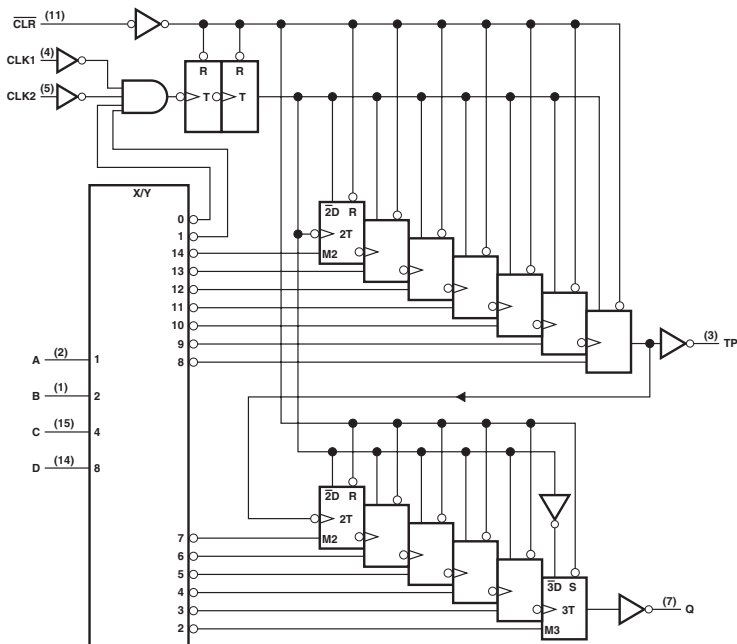 CLR (11)
CLK1 (4)
CLK2 (5)
R R
T T
X/Y
0
1
14
13
12
11
10
9
8
2D R
2T
M2
A (2) 1
B (1) 2
C (15) 4
D (14) 8
(3) TP
2D R
2T
M2
7
6
5
4
3
2
3D S
3T
M3
(7) Q